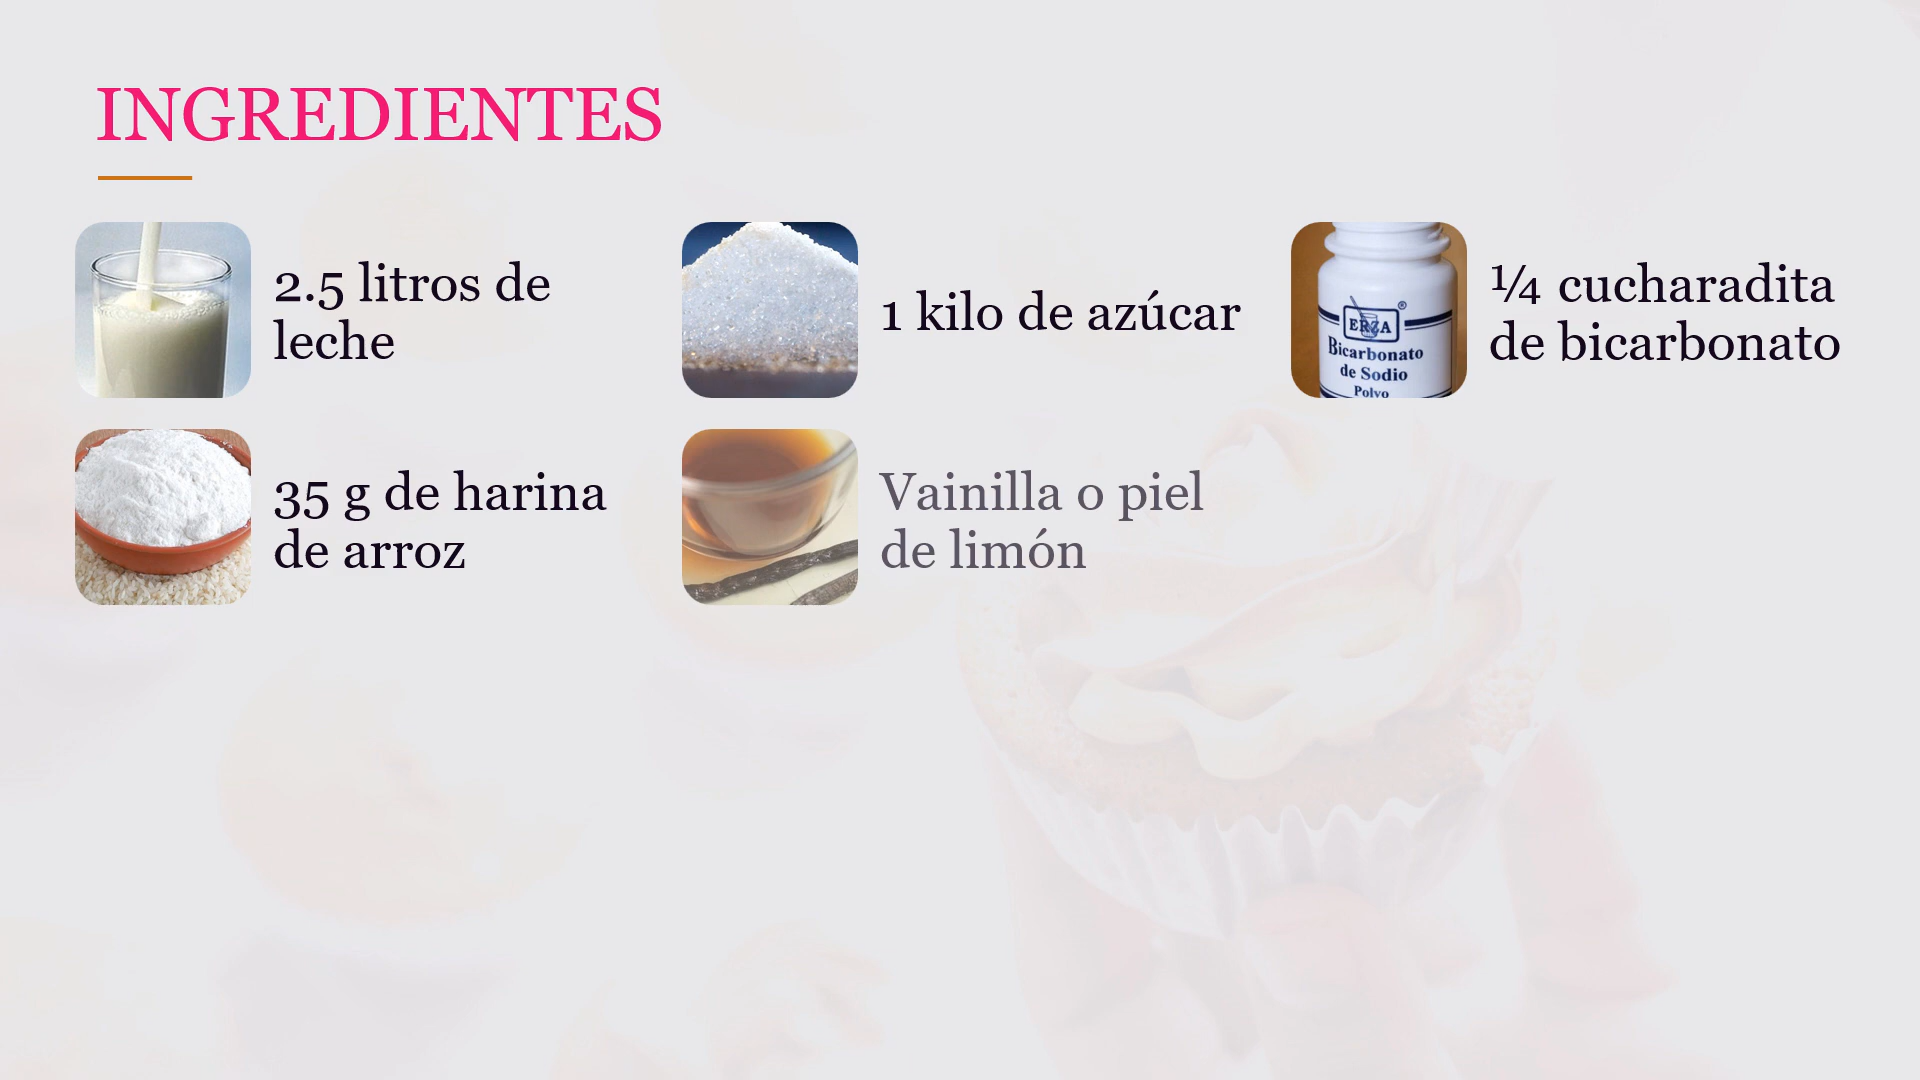 INGREDIENTES
2.5 litros de
leche
1 kilo de azúcar
ERZA
®
Bicarbonato
de Sodio
Polvo
¼ cucharadita
de bicarbonato
35 g de harina
de arroz
Vainilla o piel
de limón